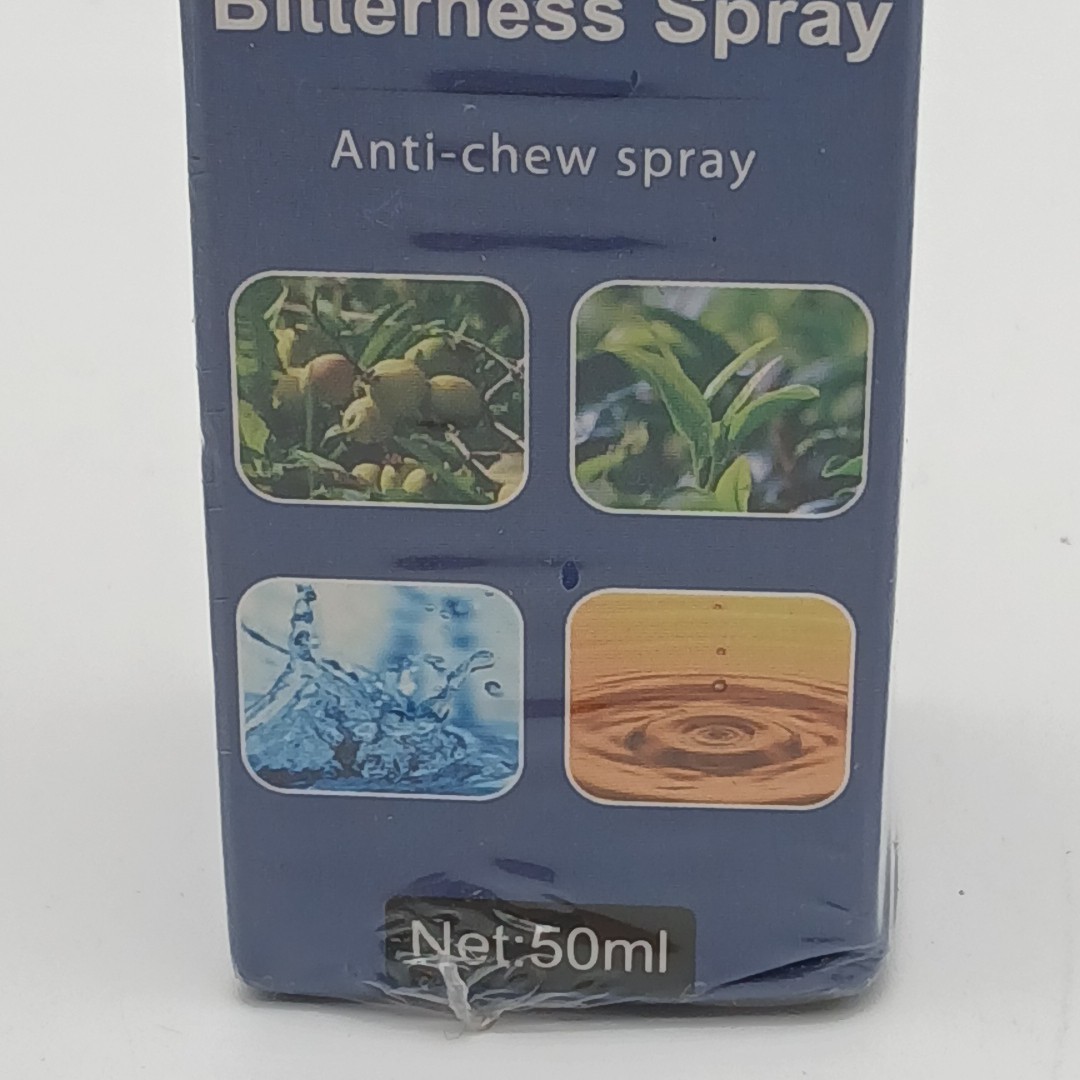 Bitterness Spray
Anti-chew spray
Net:50ml